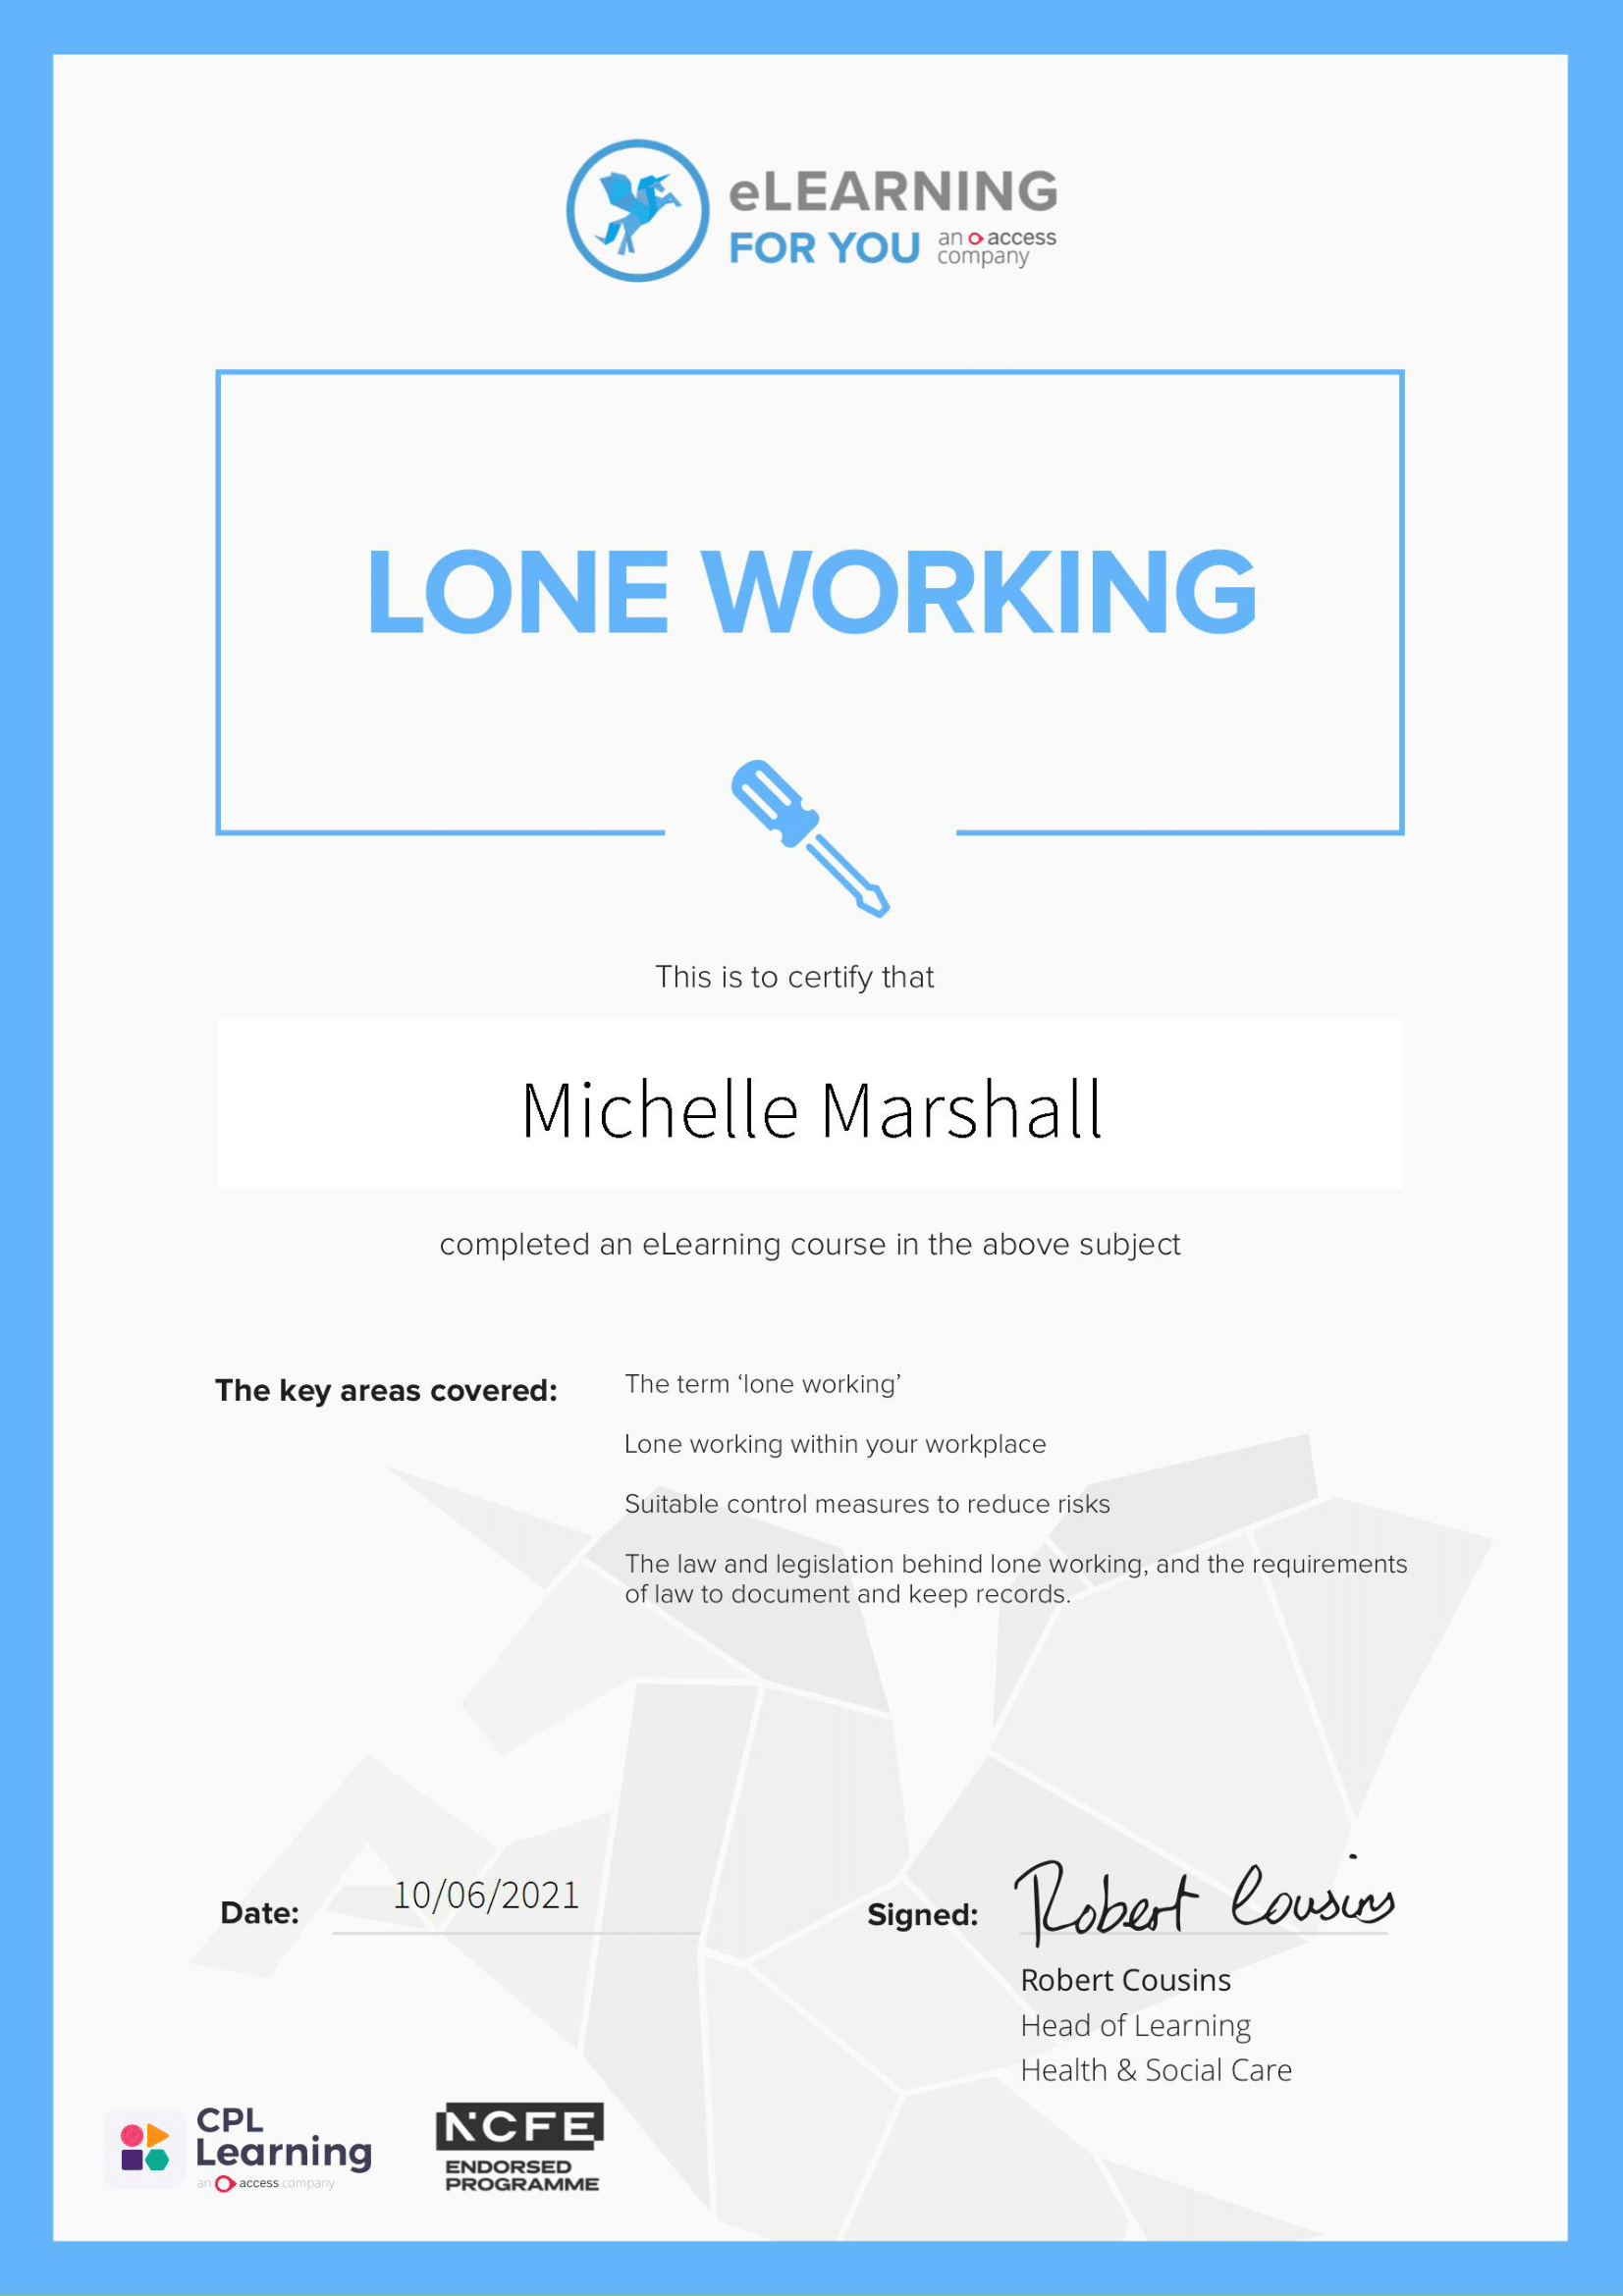 eLEARNING
FOR YOU an access
company
LONE WORKING
This is to certify that
Michelle Marshall
completed an eLearning course in the above subject
The key areas covered:
The term ‘lone working’
Lone working within your workplace
Suitable control measures to reduce risks
The law and legislation behind lone working, and the requirements
of law to document and keep records.
Date: 10/06/2021
Signed: Robert Cousins
Robert Cousins
Head of Learning
Health & Social Care
CPL
Learning
an access company
NCFE
ENDORSED
PROGRAMME